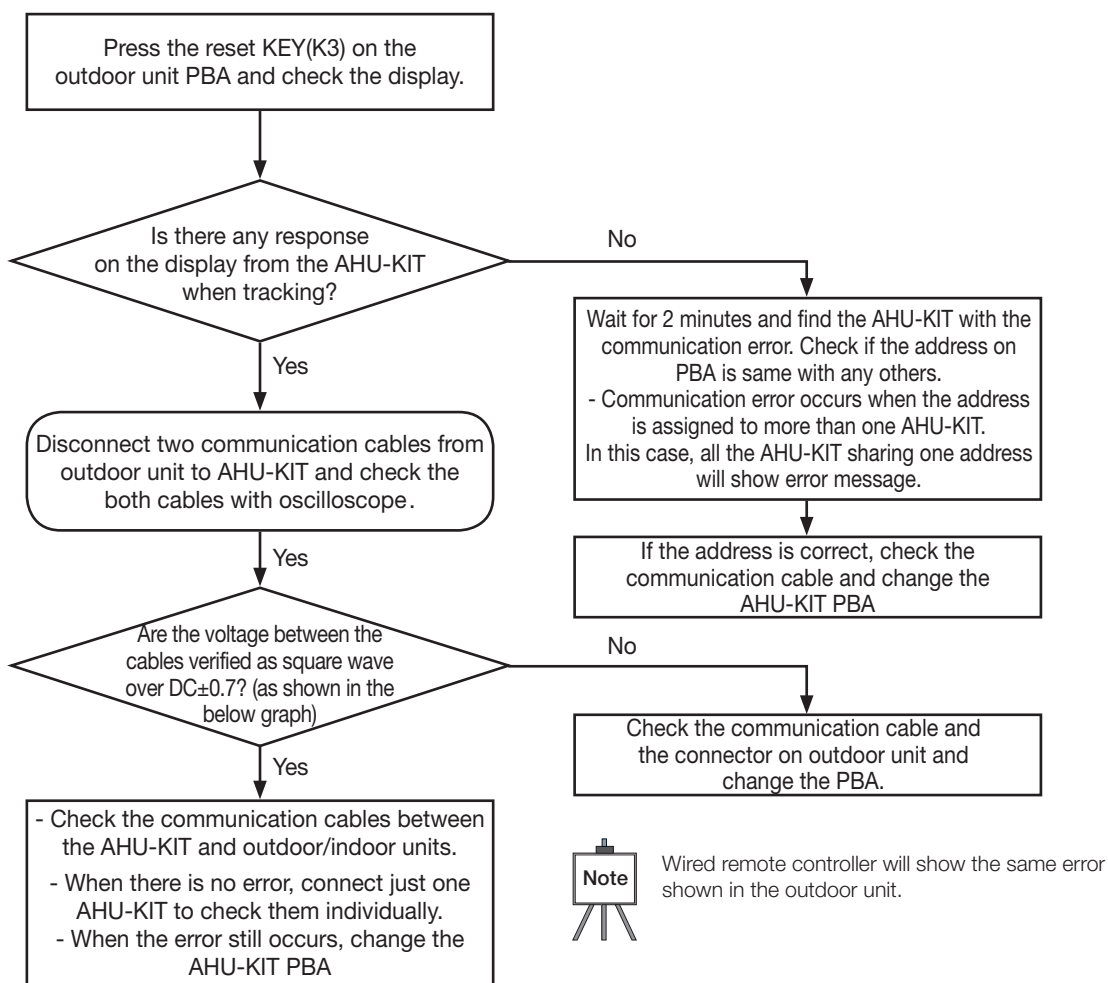 Press the reset KEY(K3) on the
outdoor unit PBA and check the display.
Is there any response
on the display from the AHU-KIT
when tracking?
No
Wait for 2 minutes and find the AHU-KIT with the
communication error. Check if the address on
PBA is same with any others.
- Communication error occurs when the address
is assigned to more than one AHU-KIT.
In this case, all the AHU-KIT sharing one address
will show error message.
If the address is correct, check the
communication cable and change the
AHU-KIT PBA
Yes
Disconnect two communication cables from
outdoor unit to AHU-KIT and check the
both cables with oscilloscope.
Yes
Are the voltage between the
cables verified as square wave
over DC±0.7? (as shown in the
below graph)
No
Check the communication cable and
the connector on outdoor unit and
change the PBA.
Yes
- Check the communication cables between
the AHU-KIT and outdoor/indoor units.
- When there is no error, connect just one
AHU-KIT to check them individually.
- When the error still occurs, change the
AHU-KIT PBA
Note
Wired remote controller will show the same error
shown in the outdoor unit.